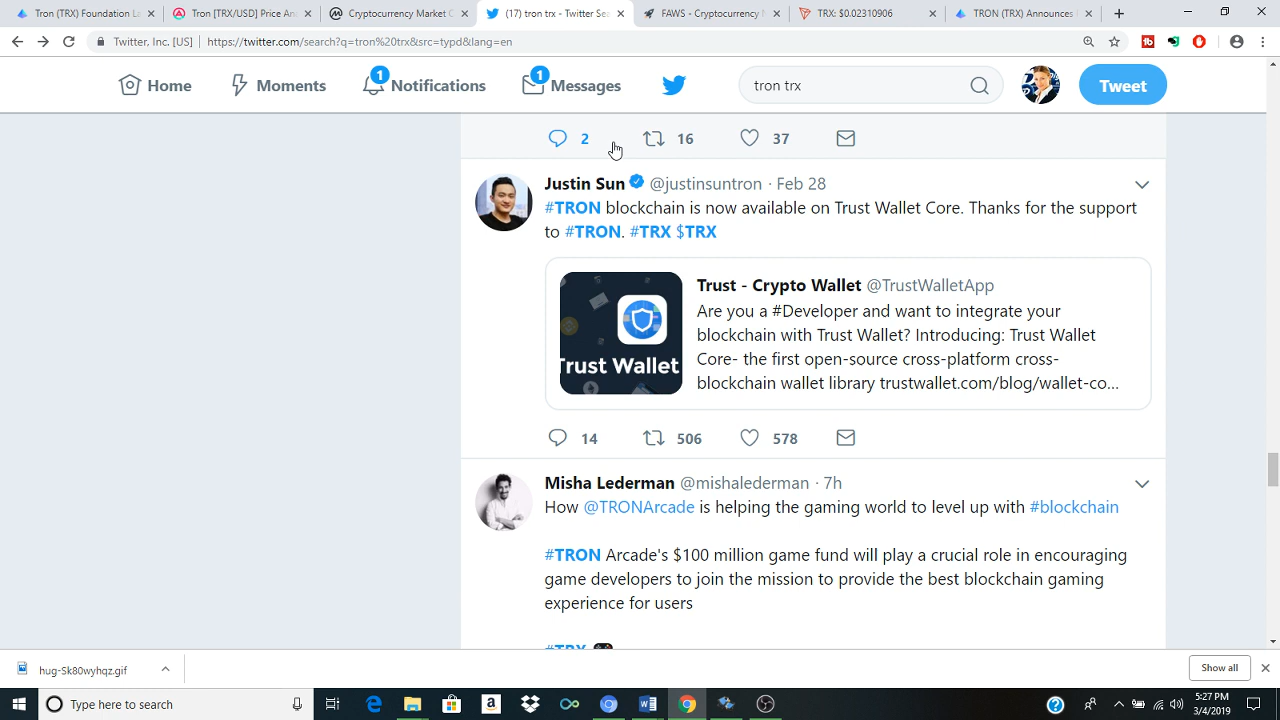 Tron (TRX) Foundation L
Tron [TRX/USD] Price An
Cryptocurrency Market C
(17) tron trx - Twitter Sea
FAWS - Cryptocurrency N
TRX: $0.02313006
TRON (TRX) Announces
Twitter, Inc. [US] https://twitter.com/search?q=tron%20trx&src=typd&lang=en
Home
Moments
1
Notifications
1
Messages
tron trx
Tweet
2 16 37
Justin Sun @justinsuntron · Feb 28
#TRON blockchain is now available on Trust Wallet Core. Thanks for the support
to #TRON. #TRX $TRX
Trust Wallet
Trust - Crypto Wallet @TrustWalletApp
Are you a #Developer and want to integrate your
blockchain with Trust Wallet? Introducing: Trust Wallet
Core- the first open-source cross-platform cross-
blockchain wallet library trustwallet.com/blog/wallet-co...
14 506 578
Misha Lederman @mishalederman · 7h
How @TRONArcade is helping the gaming world to level up with #blockchain
#TRON Arcade's $100 million game fund will play a crucial role in encouraging
game developers to join the mission to provide the best blockchain gaming
experience for users
#TRX
hug-Sk80wyhqz.gif
Show all
Type here to search
5:27 PM
3/4/2019